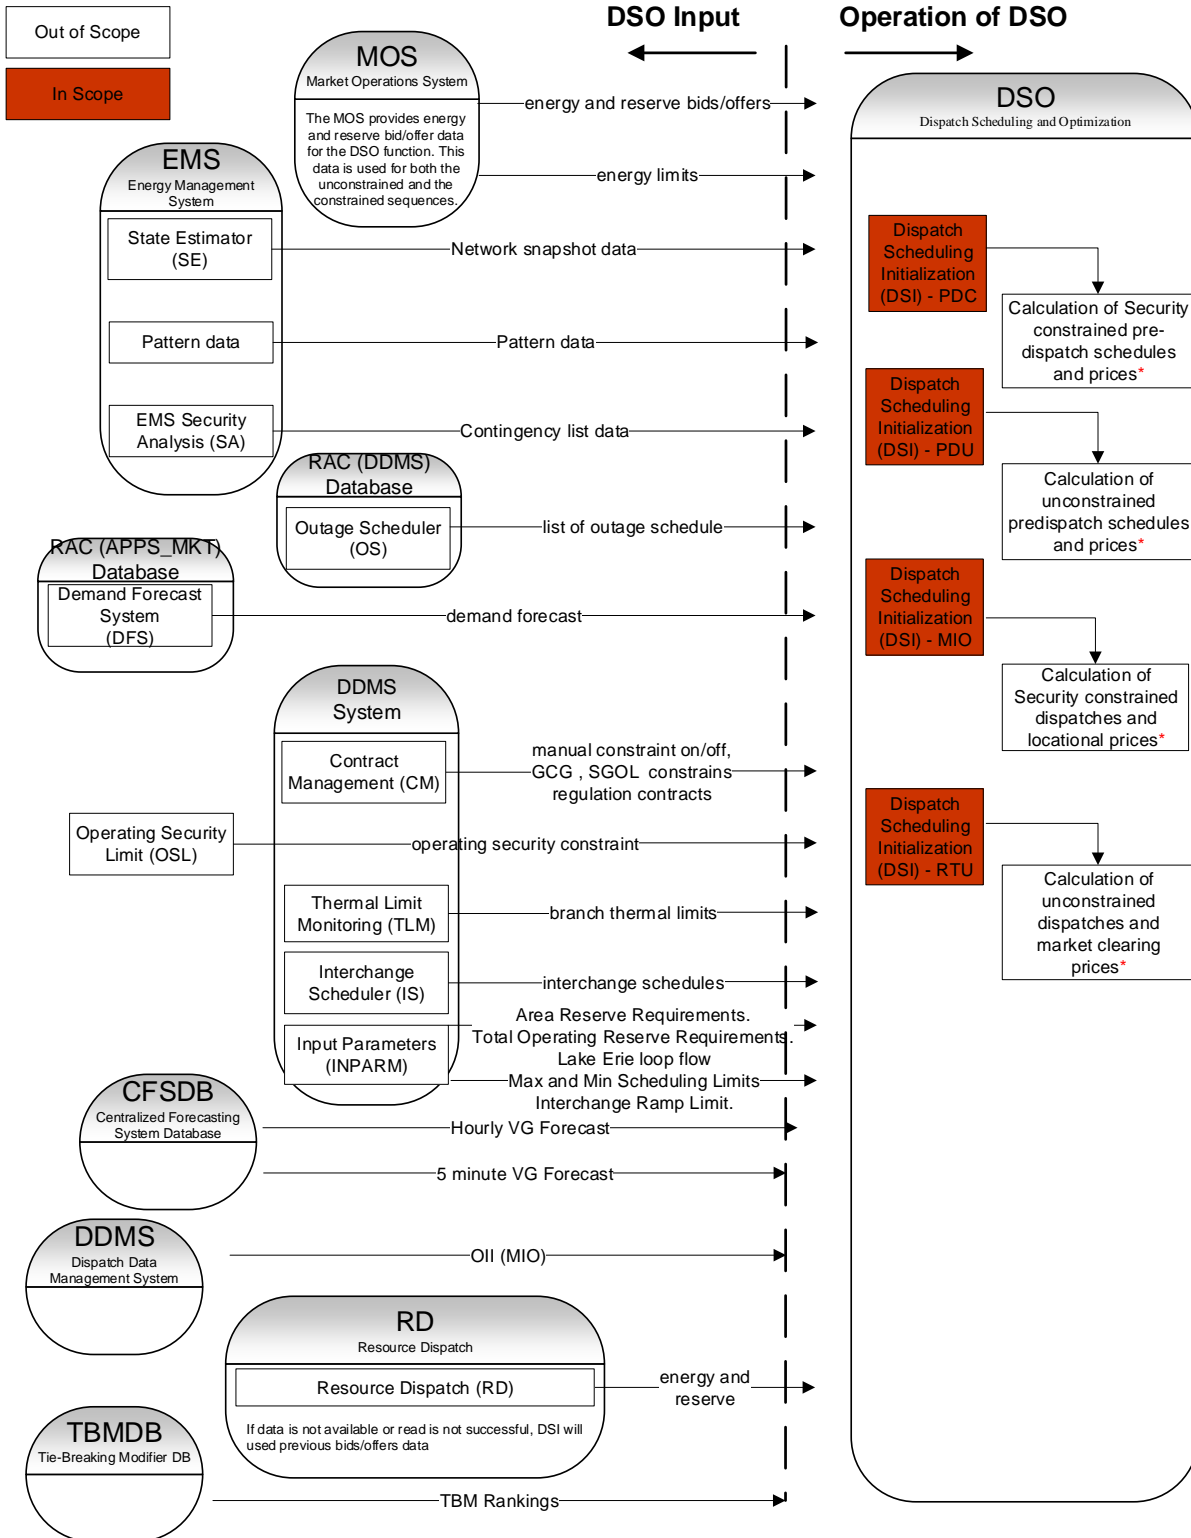 DSO Input
Operation of DSO
Out of Scope
In Scope
MOS
Market Operations System
The MOS provides energy
and reserve bid/offer data
for the DSO function. This
data is used for both the
unconstrained and the
constrained sequences.
energy and reserve bids/offers
energy limits
DSO
Dispatch Scheduling and Optimization
EMS
Energy Management
System
State Estimator
(SE)
Network snapshot data
Pattern data
Pattern data
EMS Security
Analysis (SA)
Contingency list data
Dispatch
Scheduling
Initialization
(DSI) - PDC
Calculation of Security
constrained pre-
dispatch schedules
and prices*
Dispatch
Scheduling
Initialization
(DSI) - PDU
Calculation of
unconstrained
predispatch schedules
and prices*
RAC (DDMS)
Database
Outage Scheduler
(OS)
list of outage schedule
RAC (APPS_MKT)
Database
Demand Forecast
System
(DFS)
demand forecast
Dispatch
Scheduling
Initialization
(DSI) - MIO
Calculation of
Security constrained
dispatches and
locational prices*
DDMS
System
Contract
Management (CM)
manual constraint on/off,
GCG , SGOL constrains
regulation contracts
Operating Security
Limit (OSL)
operating security constraint
Dispatch
Scheduling
Initialization
(DSI) - RTU
Calculation of
unconstrained
dispatches and
market clearing
prices*
Thermal Limit
Monitoring (TLM)
branch thermal limits
Interchange
Scheduler (IS)
interchange schedules
Input Parameters
(INPARM)
Area Reserve Requirements.
Total Operating Reserve Requirements.
Lake Erie loop flow
Max and Min Scheduling Limits
Interchange Ramp Limit.
CFSDB
Centralized Forecasting
System Database
Hourly VG Forecast
5 minute VG Forecast
DDMS
Dispatch Data
Management System
OII (MIO)
RD
Resource Dispatch
Resource Dispatch (RD)
energy and
reserve
If data is not available or read is not successful, DSI will
used previous bids/offers data
TBMDB
Tie-Breaking Modifier DB
TBM Rankings